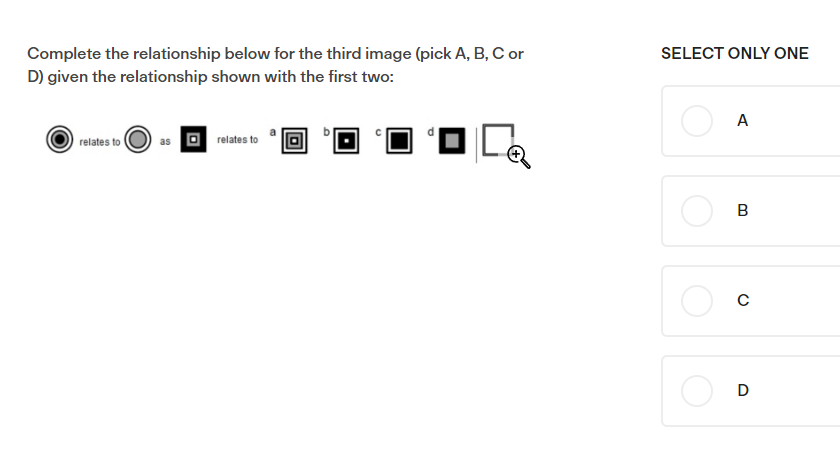 Complete the relationship below for the third image (pick A, B, C or
D) given the relationship shown with the first two:
relates to as relates to a b c d
SELECT ONLY ONE
A
B
C
D